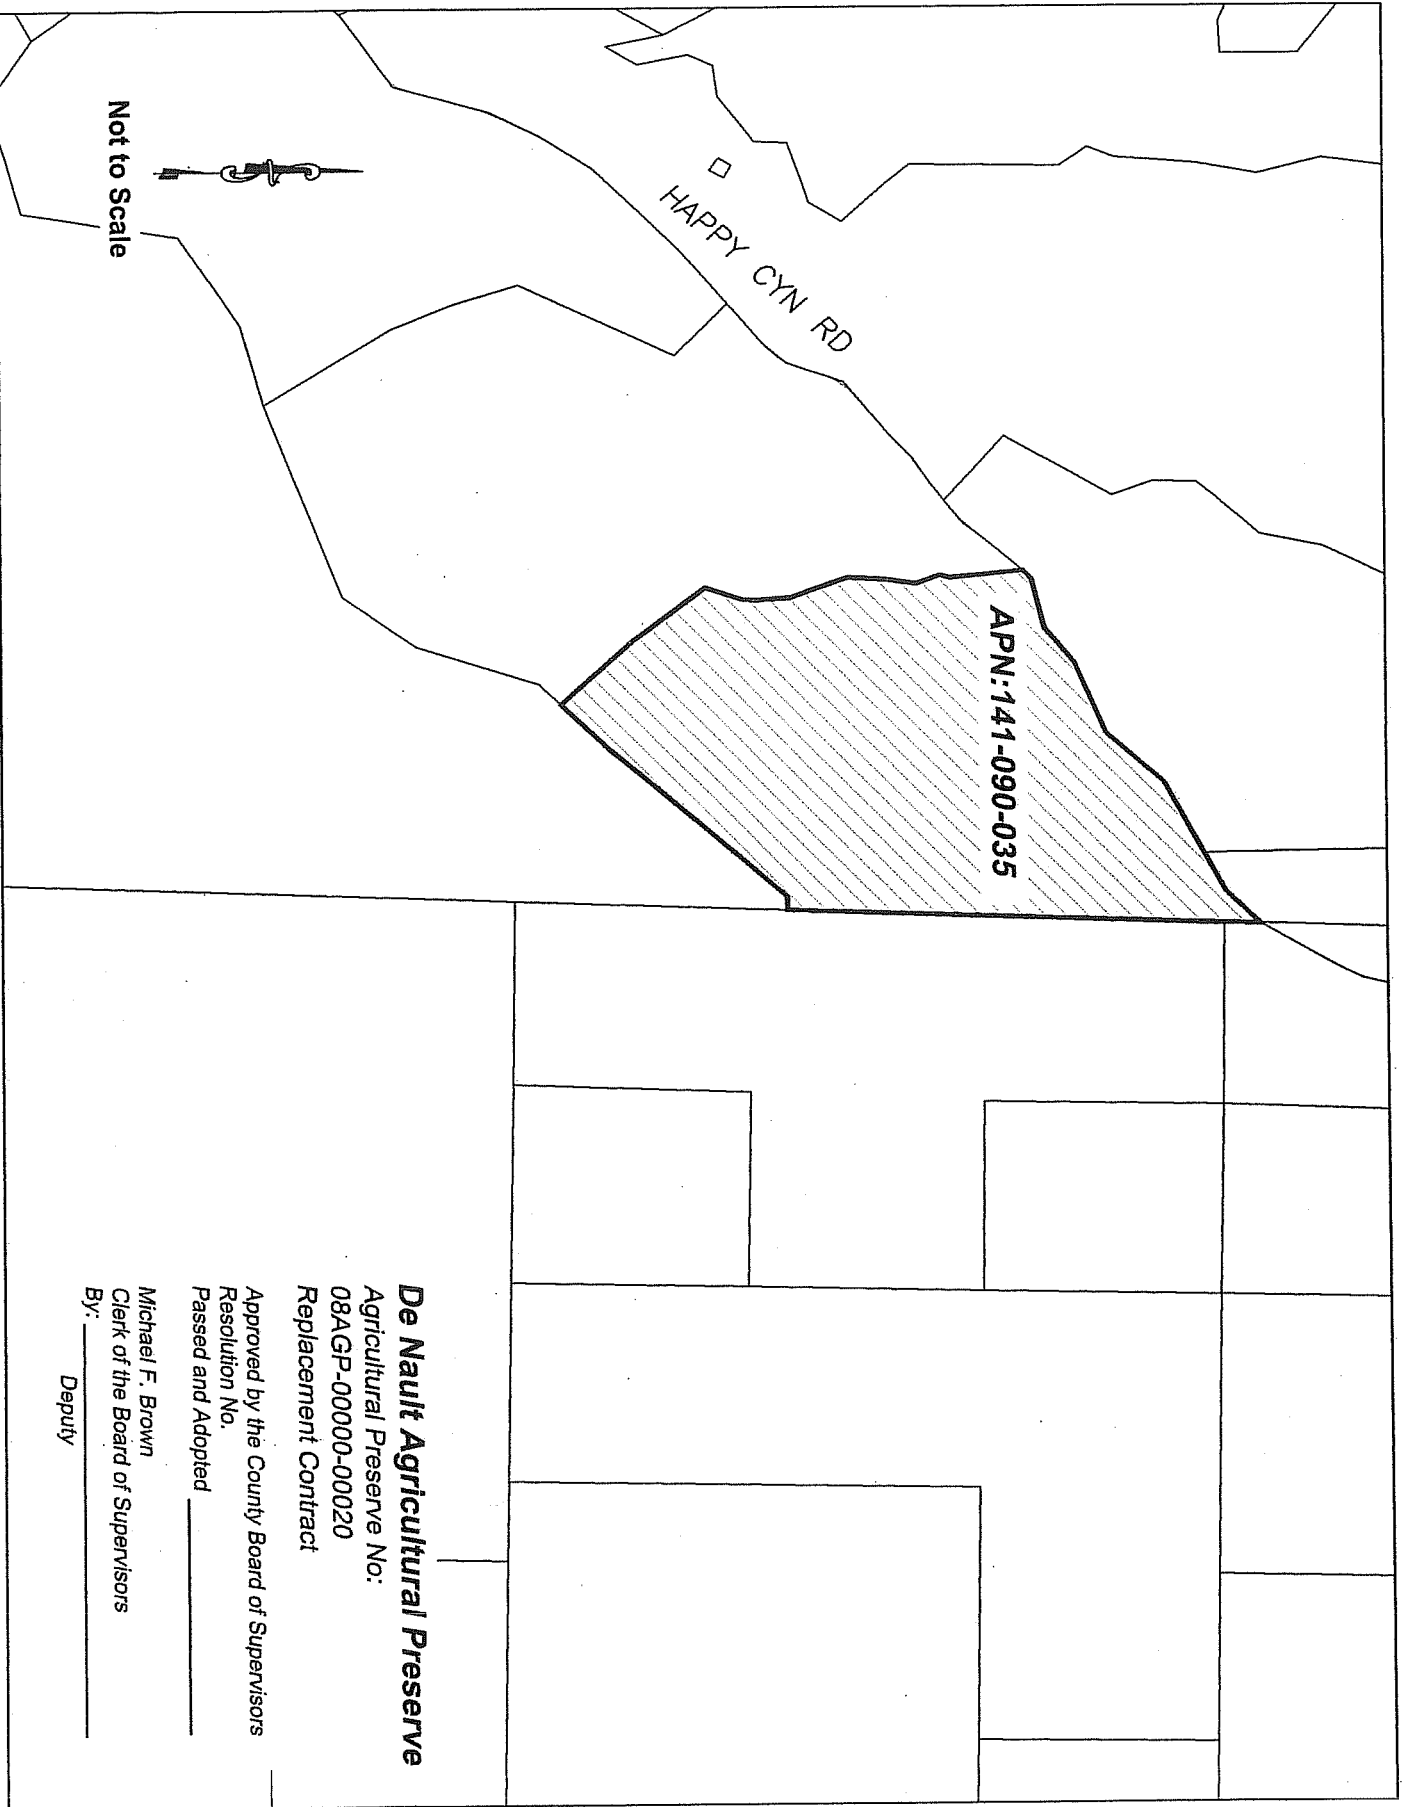 HAPPY CYN RD
APN:141-090-035
Not to Scale
De Nault Agricultural Preserve
Agricultural Preserve No:
08AGP-00000-00020
Replacement Contract
Approved by the County Board of Supervisors
Resolution No.
Passed and Adopted
Michael F. Brown
Clerk of the Board of Supervisors
By:
Deputy